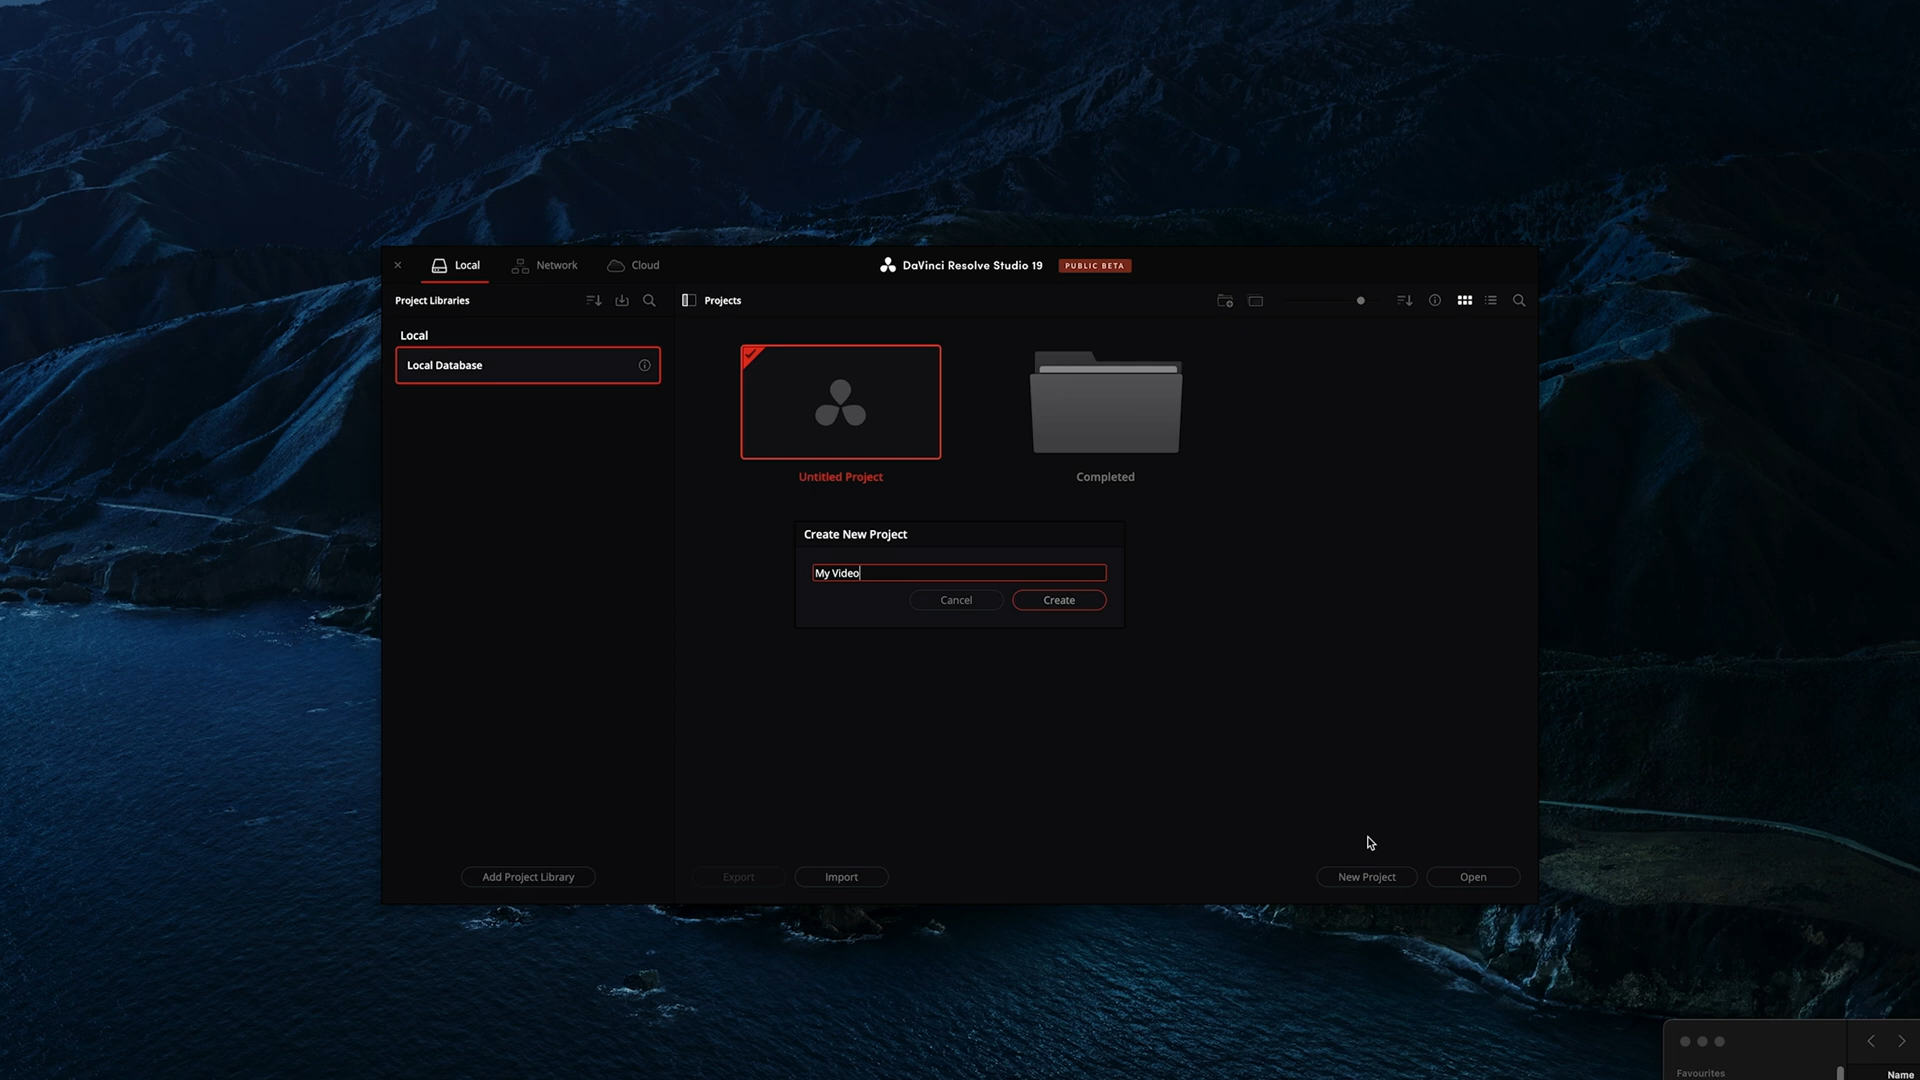 Local
Network
Cloud
DaVinci Resolve Studio 19
PUBLIC BETA
Project Libraries
Projects
Local
Local Database
Untitled Project
Completed
Create New Project
My Video
Cancel
Create
Add Project Library
Export
Import
New Project
Open
Favourites
Name